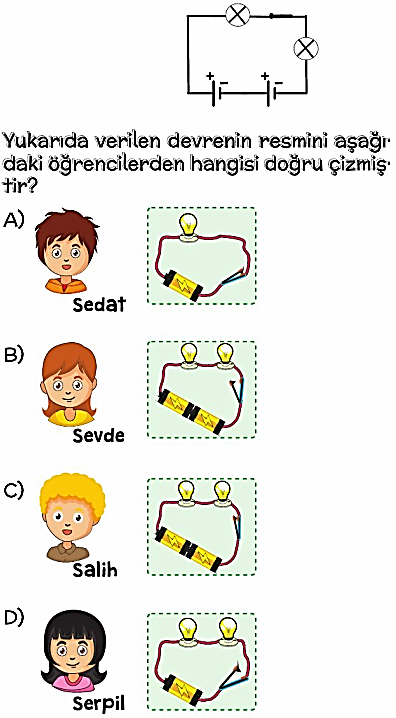 + - + -
Yukarıda verilen devrenin resmini aşağı-
daki öğrencilerden hangisi doğru çizmiş-
tir?
A)
Sedat
B)
Sevde
C)
Salih
D)
Serpil